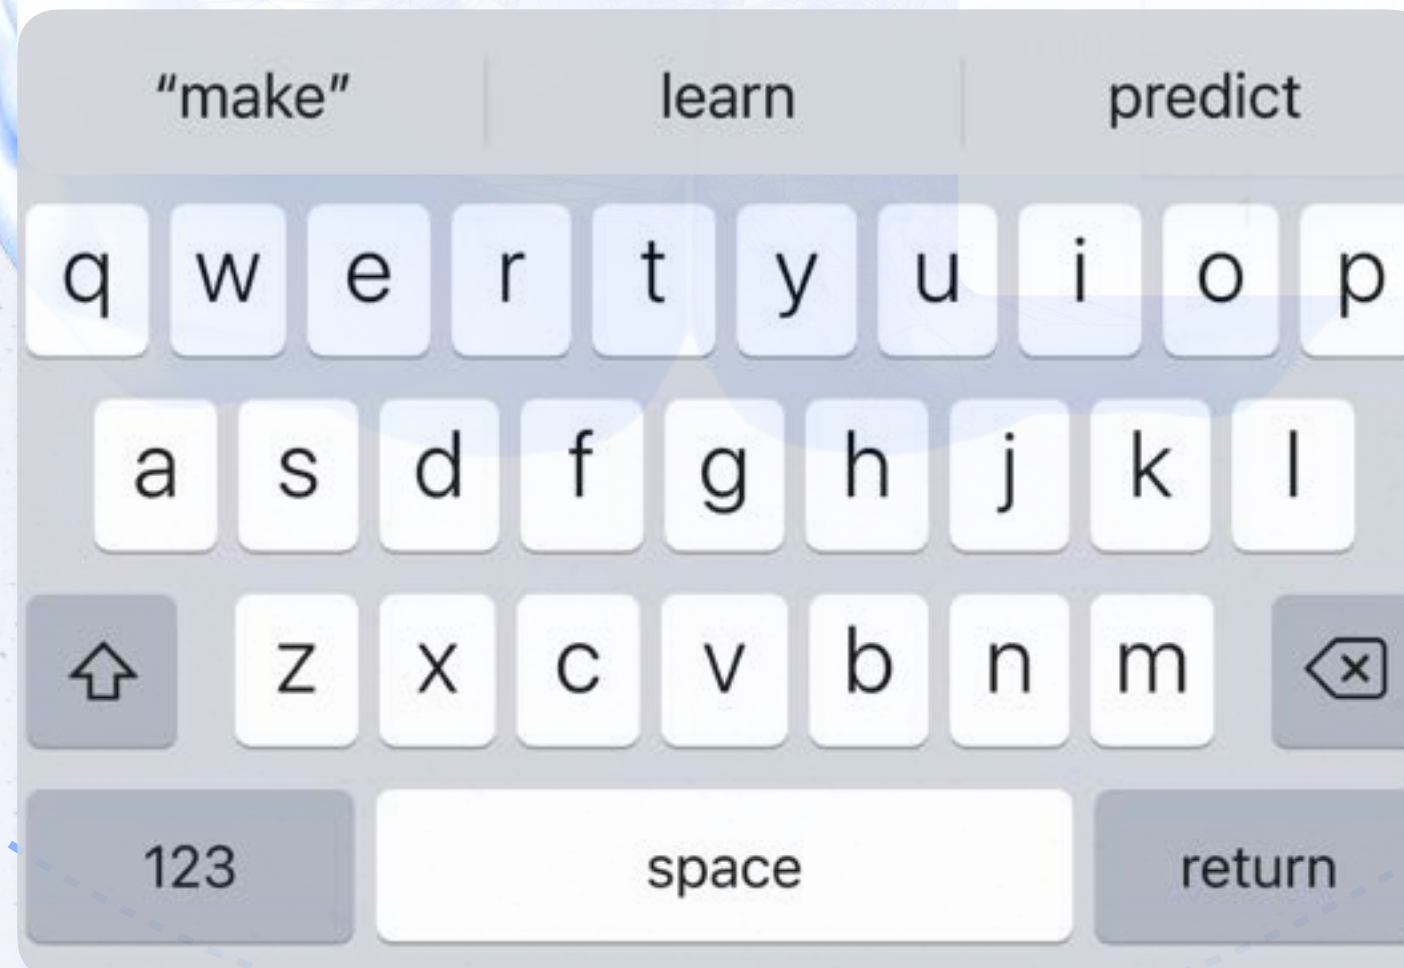 “make” learn predict
q w e r t y u i o p
a s d f g h j k l
z x c v b n m
123 space return